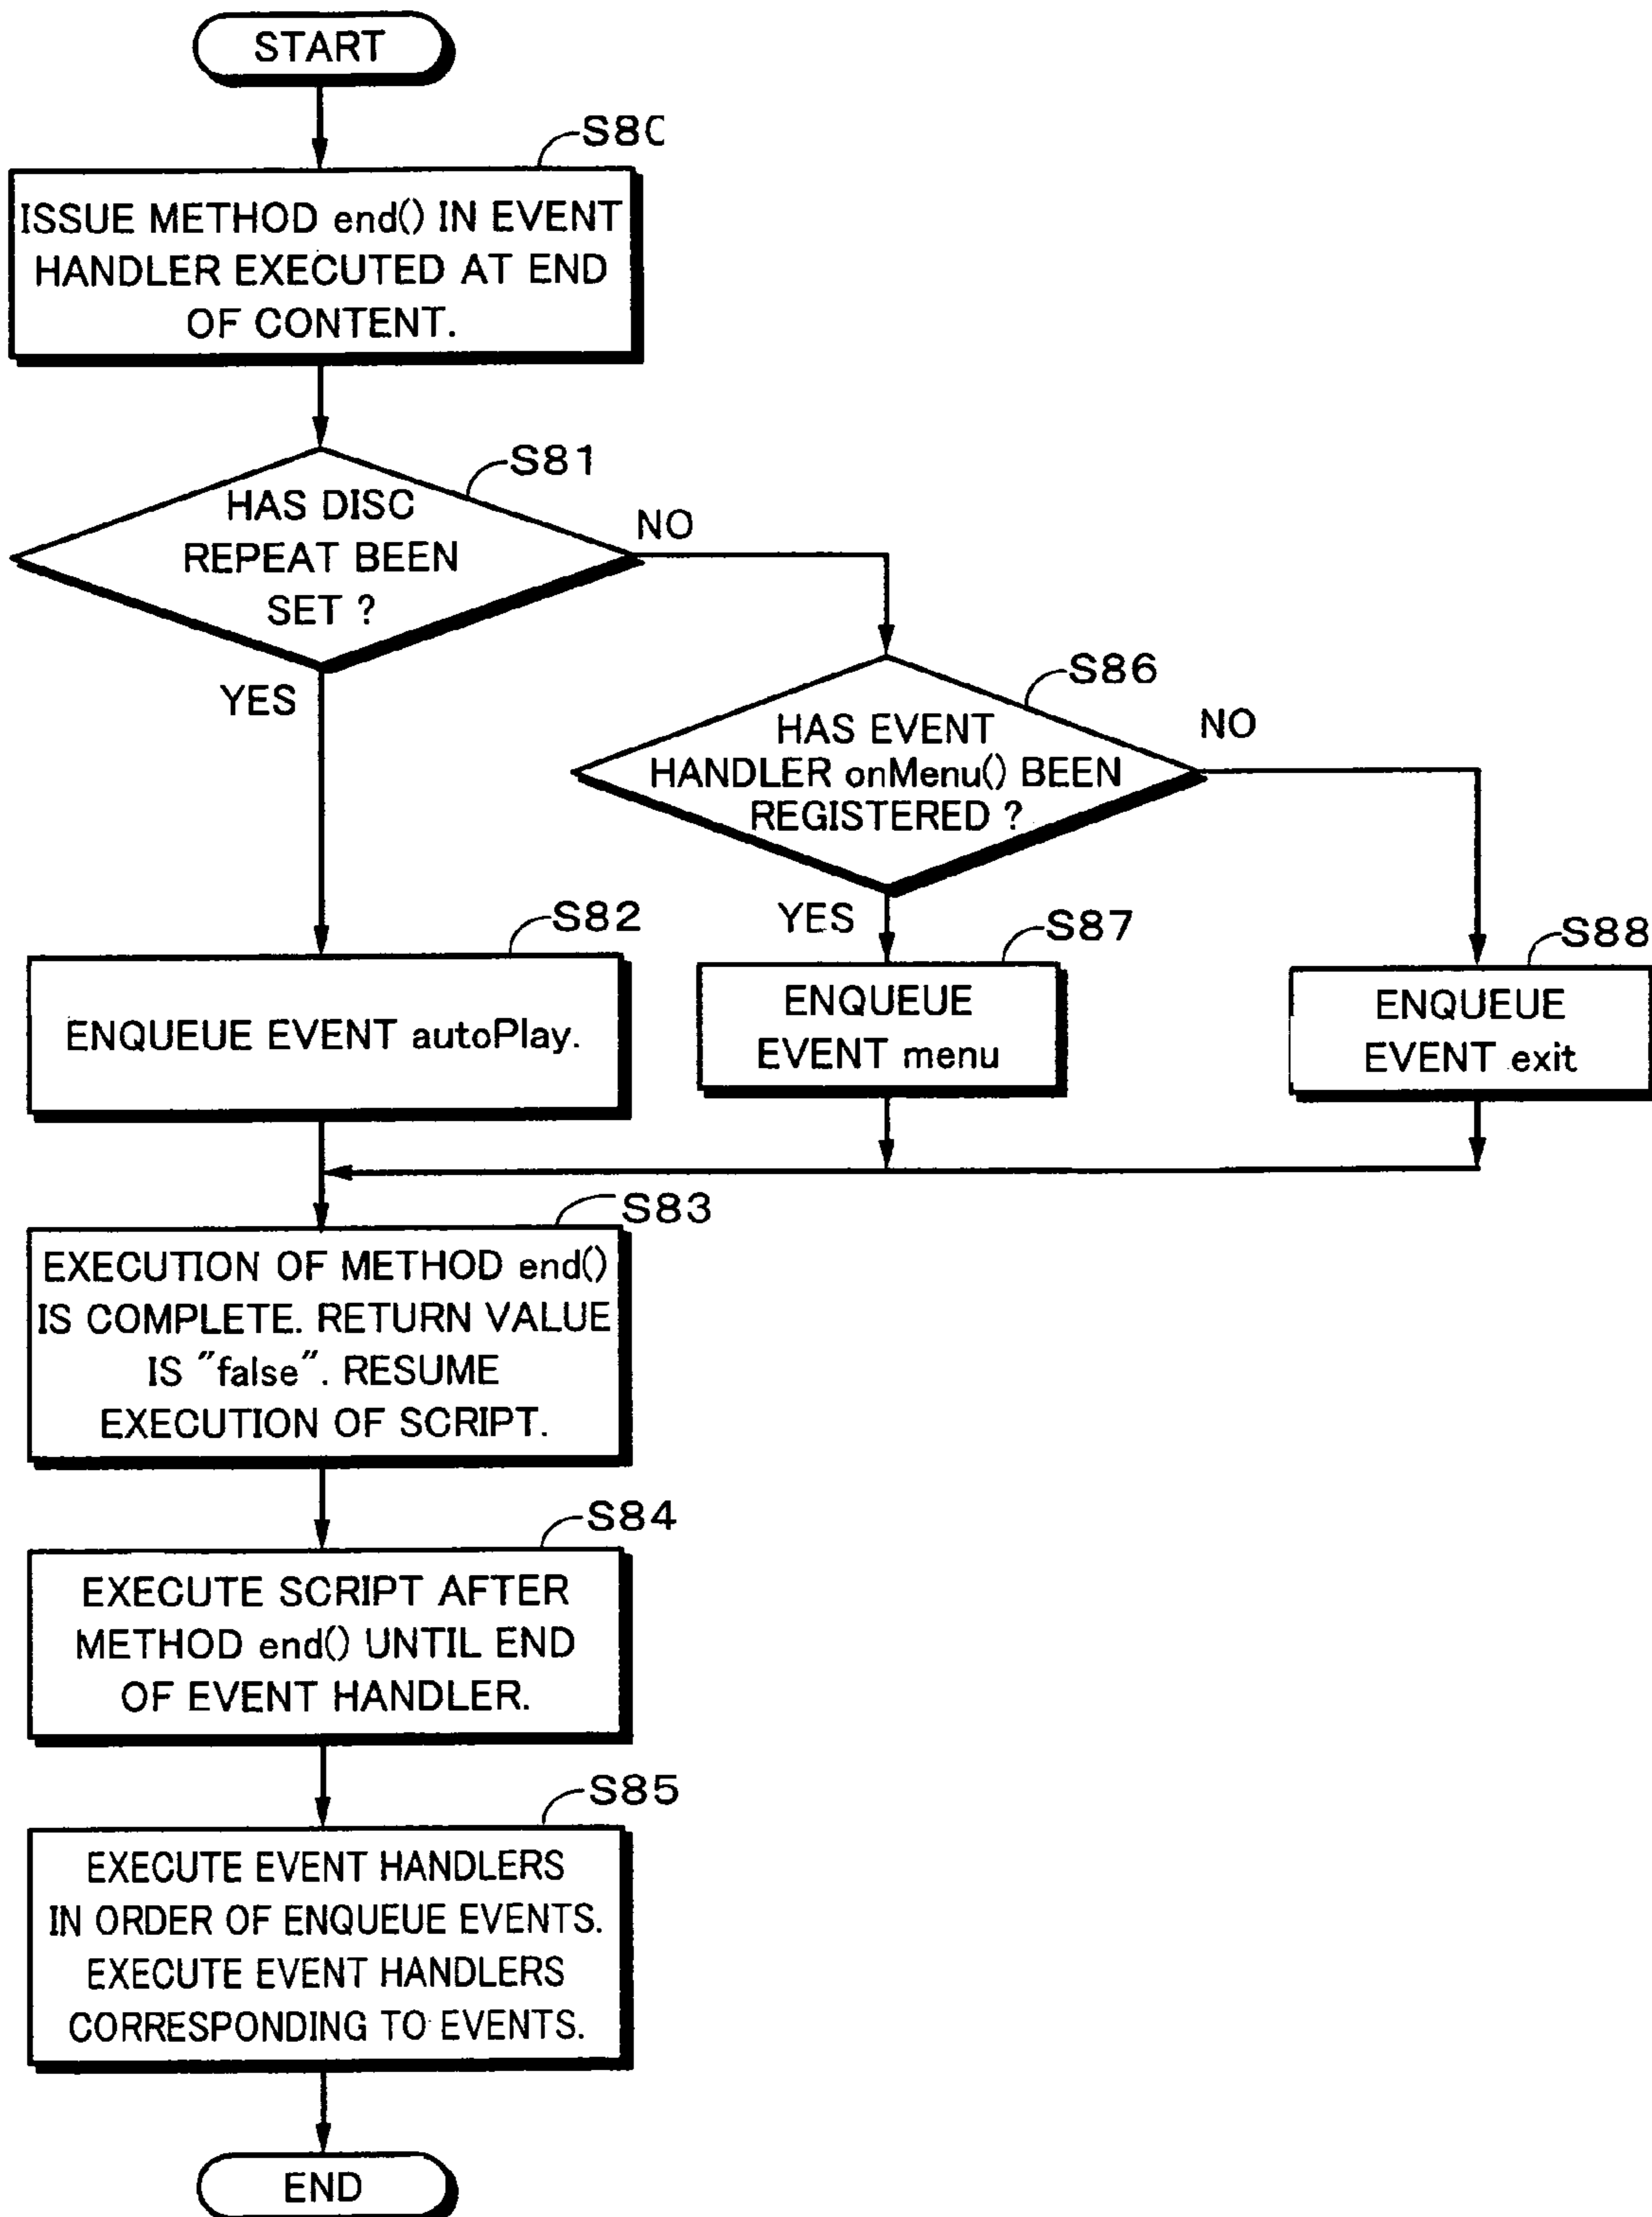 START
S80
ISSUE METHOD end() IN EVENT
HANDLER EXECUTED AT END
OF CONTENT.
S81
HAS DISC
REPEAT BEEN
SET ?
NO
YES
S86
HAS EVENT
HANDLER onMenu() BEEN
REGISTERED ?
NO
YES
S82
ENQUEUE EVENT autoPlay.
S87
ENQUEUE
EVENT menu
S88
ENQUEUE
EVENT exit
S83
EXECUTION OF METHOD end()
IS COMPLETE. RETURN VALUE
IS "false". RESUME
EXECUTION OF SCRIPT.
S84
EXECUTE SCRIPT AFTER
METHOD end() UNTIL END
OF EVENT HANDLER.
S85
EXECUTE EVENT HANDLERS
IN ORDER OF ENQUEUE EVENTS.
EXECUTE EVENT HANDLERS
CORRESPONDING TO EVENTS.
END